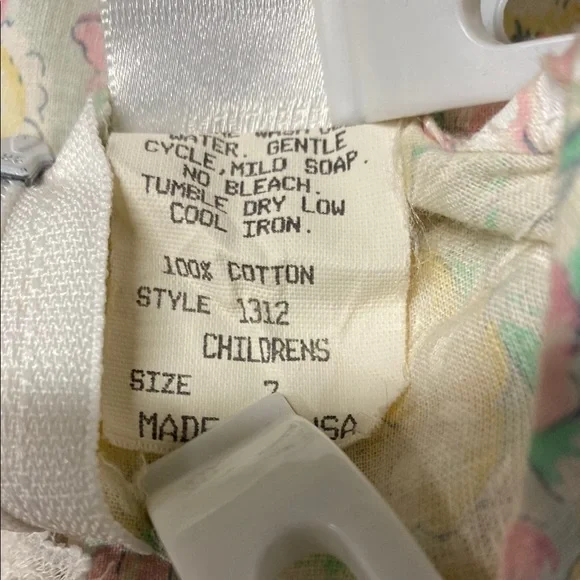 WATER. GENTLE
CYCLE, MILD SOAP.
NO BLEACH.
TUMBLE DRY LOW
COOL IRON.
100% COTTON
STYLE 1312
CHILDRENS
SIZE 7
MADE USA